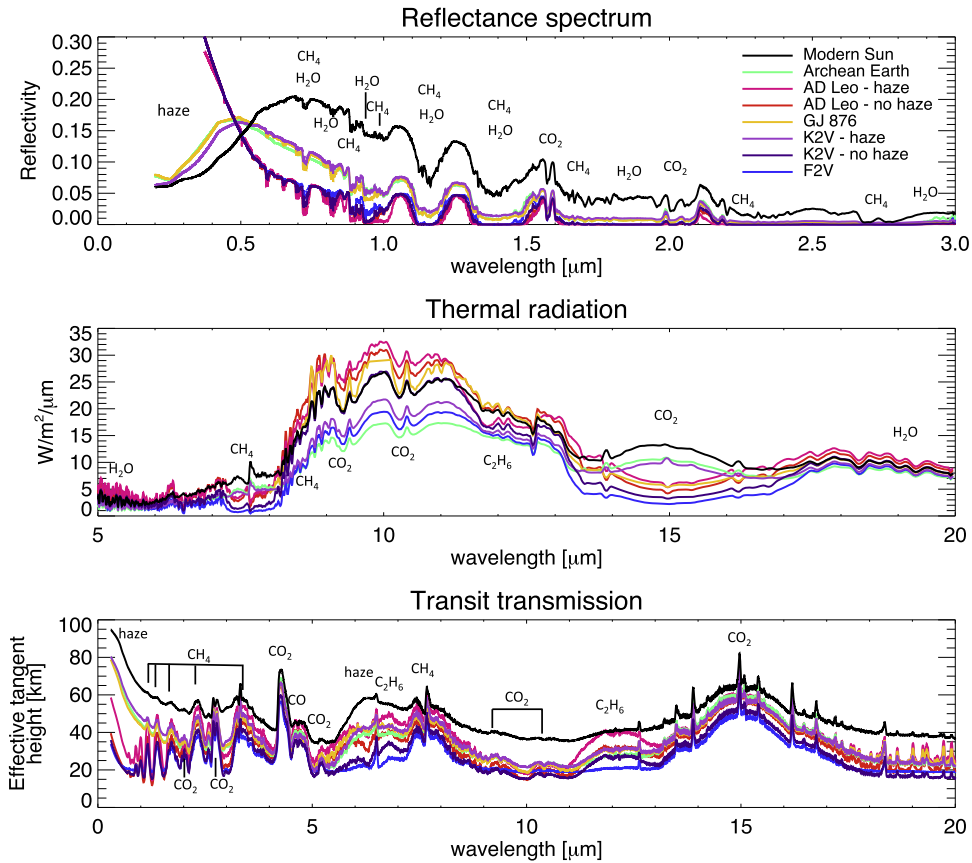 Reflectance spectrum
0.30
0.25
0.20
0.15
0.10
0.05
0.00
Reflectivity
haze
CH4
H2O
H2O
H2O
CH4
CH4
CH4
H2O
CH4
H2O
CO2
CH4
H2O
CO2
CH4
CH4
H2O
Modern Sun
Archean Earth
AD Leo - haze
AD Leo - no haze
GJ 876
K2V - haze
K2V - no haze
F2V
0.0 0.5 1.0 1.5 2.0 2.5 3.0
wavelength [μm]
Thermal radiation
35
30
25
20
15
10
5
0
W/m²/μm
H2O
CH4
CH4
CO2
CO2
C2H6
CO2
H2O
5 10 15 20
wavelength [μm]
Transit transmission
100
80
60
40
20
0
Effective tangent
height [km]
haze
CH4
CO2
CO2
CO2
CO
CO2
haze
C2H6
CH4
CO2
C2H6
CO2
0 5 10 15 20
wavelength [μm]